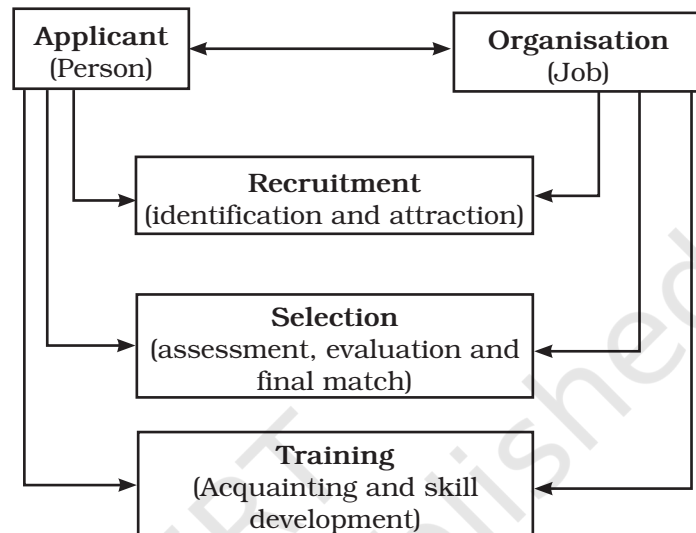 Applicant
(Person)
Organisation
(Job)
Recruitment
(identification and attraction)
Selection
(assessment, evaluation and
final match)
Training
(Acquainting and skill
development)